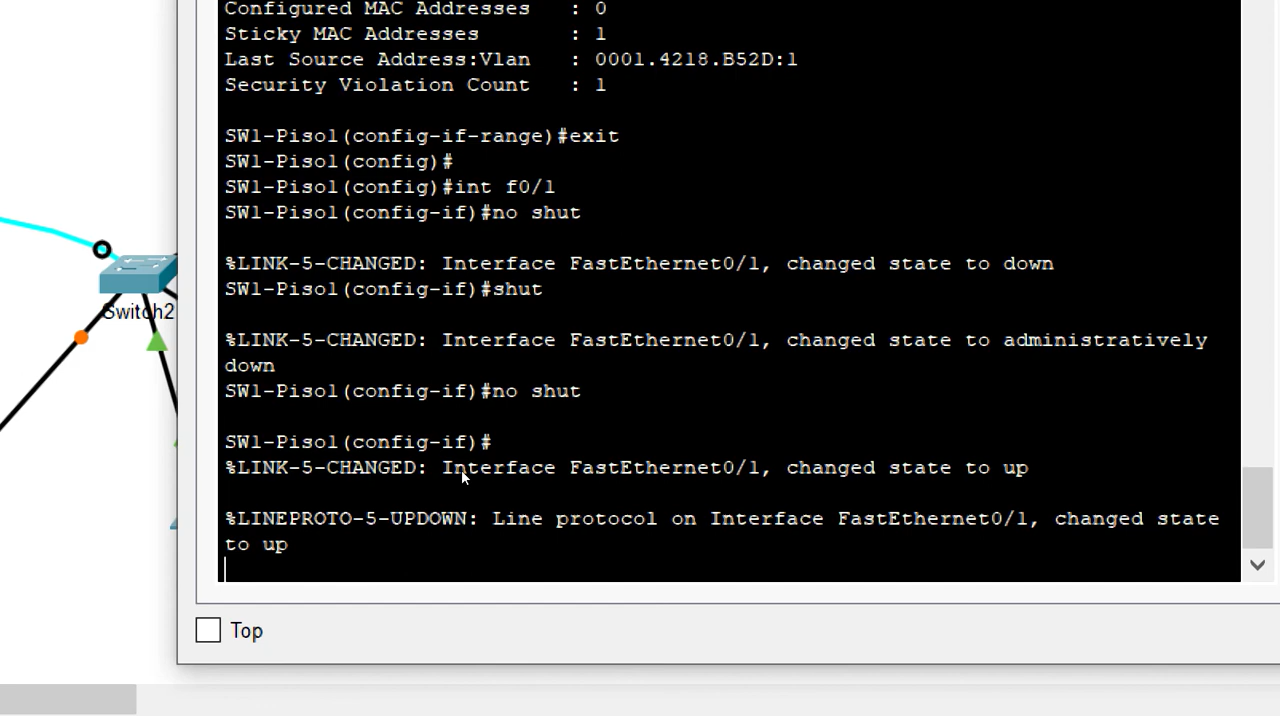 Configured MAC Addresses : 0
Sticky MAC Addresses : 1
Last Source Address:Vlan : 0001.4218.B52D:1
Security Violation Count : 1
SW1-Pisol(config-if-range)#exit
SW1-Pisol(config)#
SW1-Pisol(config)#int f0/1
SW1-Pisol(config-if)#no shut
%LINK-5-CHANGED: Interface FastEthernet0/1, changed state to down
SW1-Pisol(config-if)#shut
%LINK-5-CHANGED: Interface FastEthernet0/1, changed state to administratively
down
SW1-Pisol(config-if)#no shut
SW1-Pisol(config-if)#
%LINK-5-CHANGED: Interface FastEthernet0/1, changed state to up
%LINEPROTO-5-UPDOWN: Line protocol on Interface FastEthernet0/1, changed state
to up
Switch2
Top